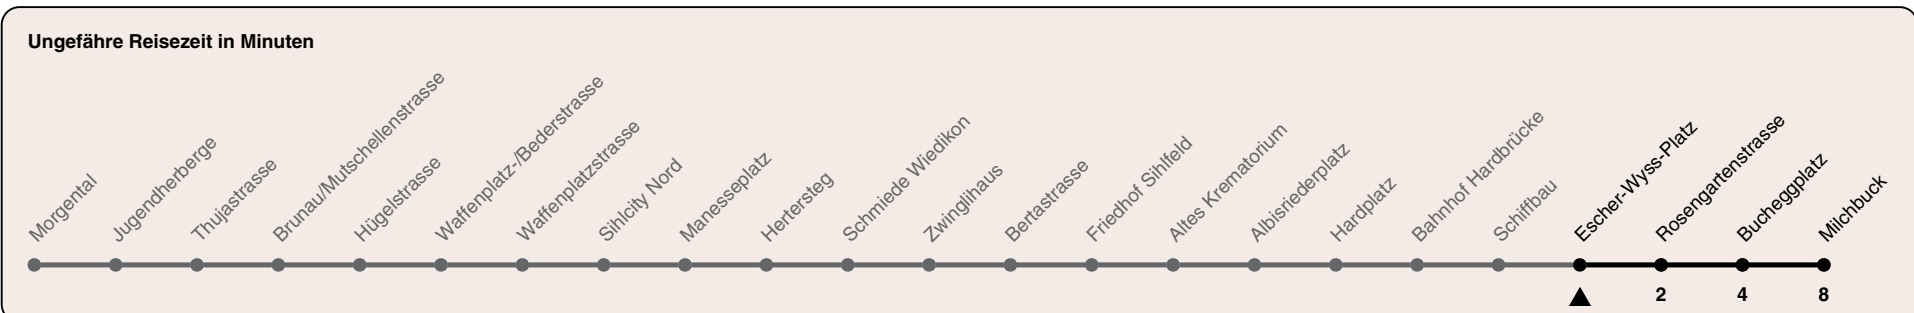 Ungefähre Reisezeit in Minuten
Morgental
Jugendherberge
Thujastrasse
Brunau/Mutschellenstrasse
Hügelstrasse
Waffenplatz-/Bederstrasse
Waffenplatzstrasse
Sihlcity Nord
Manesseplatz
Hertersteg
Schmiede Wiedikon
Zwinglihaus
Bertastrasse
Friedhof Sihlfeld
Altes Krematorium
Albisriederplatz
Hardplatz
Bahnhof Hardbrücke
Schiffbau
Escher-Wyss-Platz
Rosengartenstrasse
Bucheggplatz
Milchbuck
2 4 8